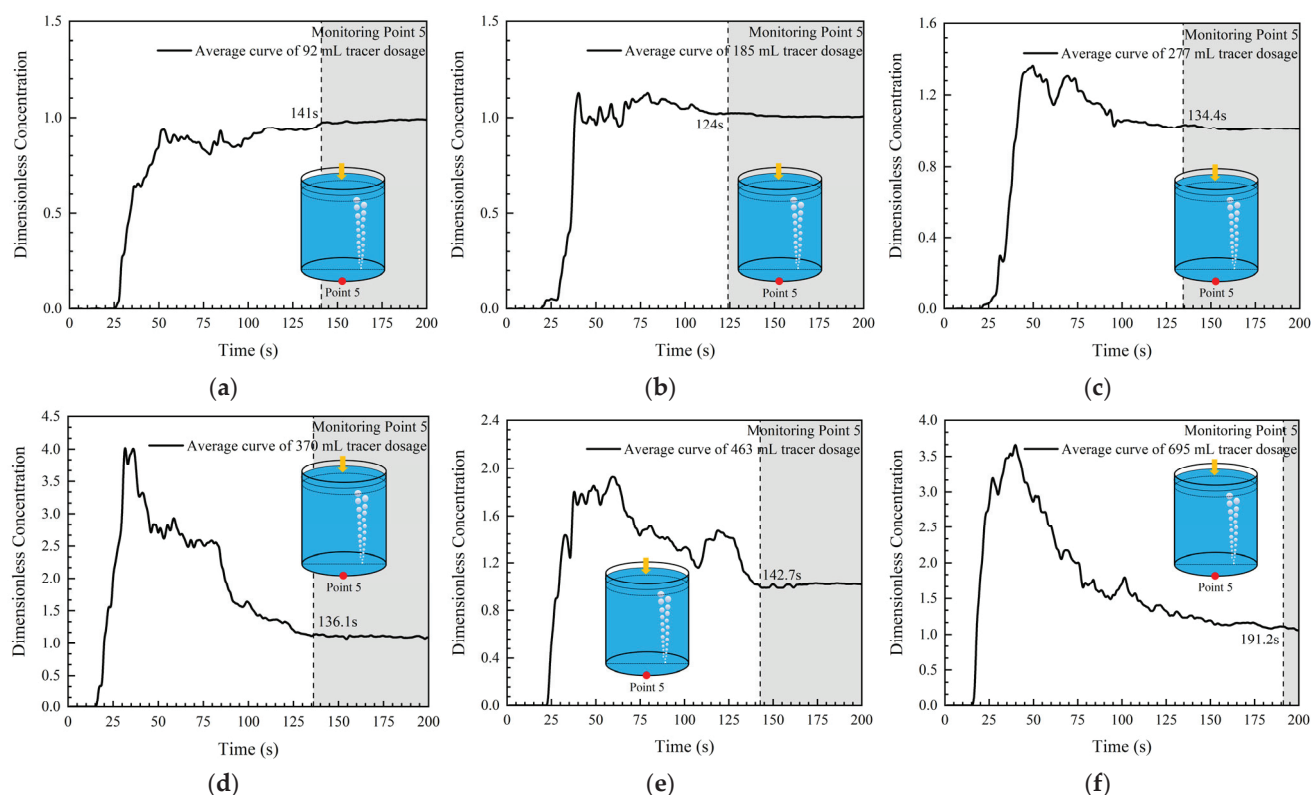 1.5
1.0
0.5
0.0
Dimensionless Concentration
Monitoring Point 5
Average curve of 92 mL tracer dosage
141s
Point 5
0 25 50 75 100 125 150 175 200
Time (s)
(a)
1.5
1.0
0.5
0.0
Dimensionless Concentration
Monitoring Point 5
Average curve of 185 mL tracer dosage
124s
Point 5
0 25 50 75 100 125 150 175 200
Time (s)
(b)
1.6
1.2
0.8
0.4
0.0
Dimensionless Concentration
Monitoring Point 5
Average curve of 277 mL tracer dosage
134.4s
Point 5
0 25 50 75 100 125 150 175 200
Time (s)
(c)
4.5
4.0
3.5
3.0
2.5
2.0
1.5
1.0
0.5
0.0
Dimensionless Concentration
Monitoring Point 5
Average curve of 370 mL tracer dosage
136.1s
Point 5
0 25 50 75 100 125 150 175 200
Time (s)
(d)
2.4
2.0
1.6
1.2
0.8
0.4
0.0
Dimensionless Concentration
Monitoring Point 5
Average curve of 463 mL tracer dosage
142.7s
Point 5
0 25 50 75 100 125 150 175 200
Time (s)
(e)
4.0
3.5
3.0
2.5
2.0
1.5
1.0
0.5
0.0
Dimensionless Concentration
Monitoring Point 5
Average curve of 695 mL tracer dosage
191.2s
Point 5
0 25 50 75 100 125 150 175 200
Time (s)
(f)